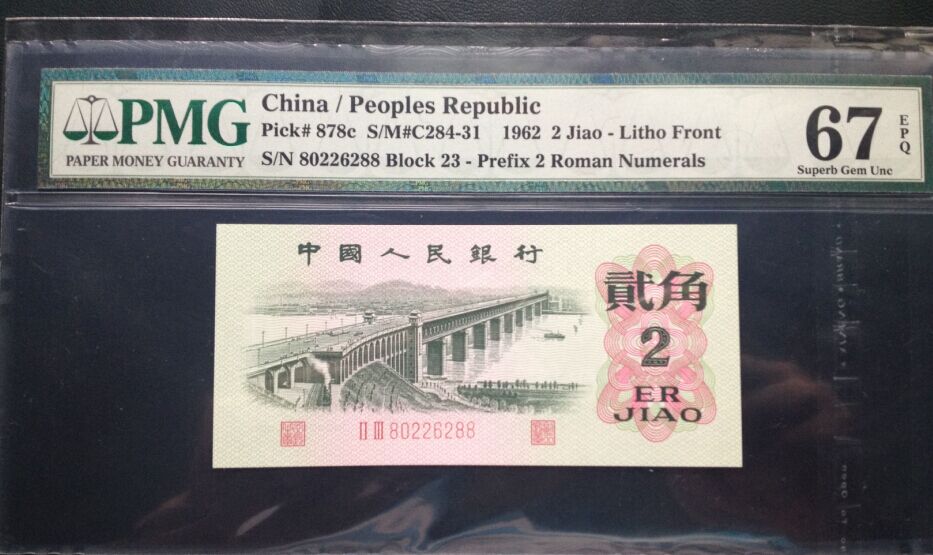 PMG
PAPER MONEY GUARANTY
China / Peoples Republic
Pick# 878c S/M#C284-31 1962 2 Jiao - Litho Front
S/N 80226288 Block 23 - Prefix 2 Roman Numerals
67
EPQ
Superb Gem Unc
中國人民銀行
貳角
2
ER
JIAO
II III 80226288